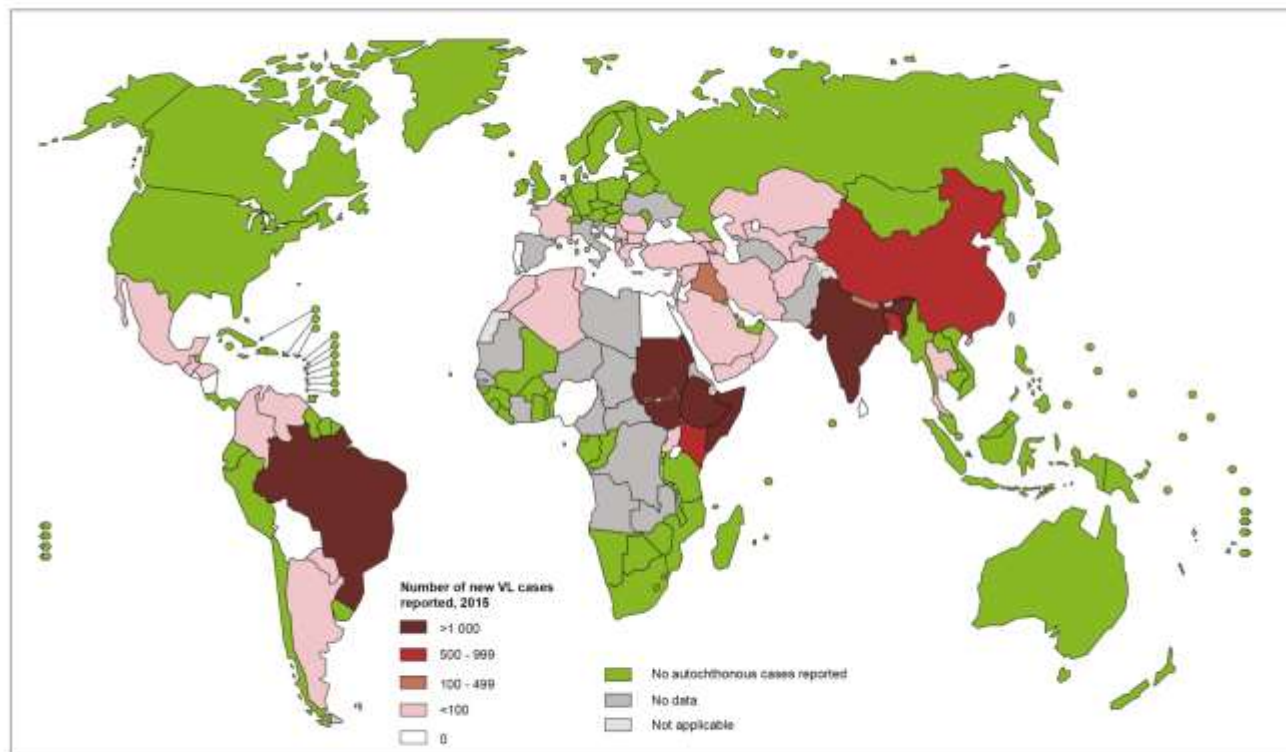 Number of new VL cases
reported, 2015
>1 000
500 - 999
100 - 499
<100
0
No autochthonous cases reported
No data
Not applicable